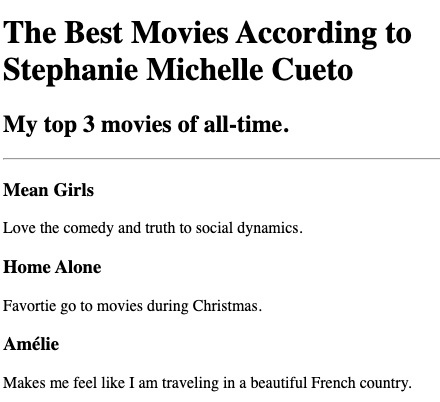 The Best Movies According to
Stephanie Michelle Cueto
My top 3 movies of all-time.
Mean Girls
Love the comedy and truth to social dynamics.
Home Alone
Favortie go to movies during Christmas.
Amélie
Makes me feel like I am traveling in a beautiful French country.